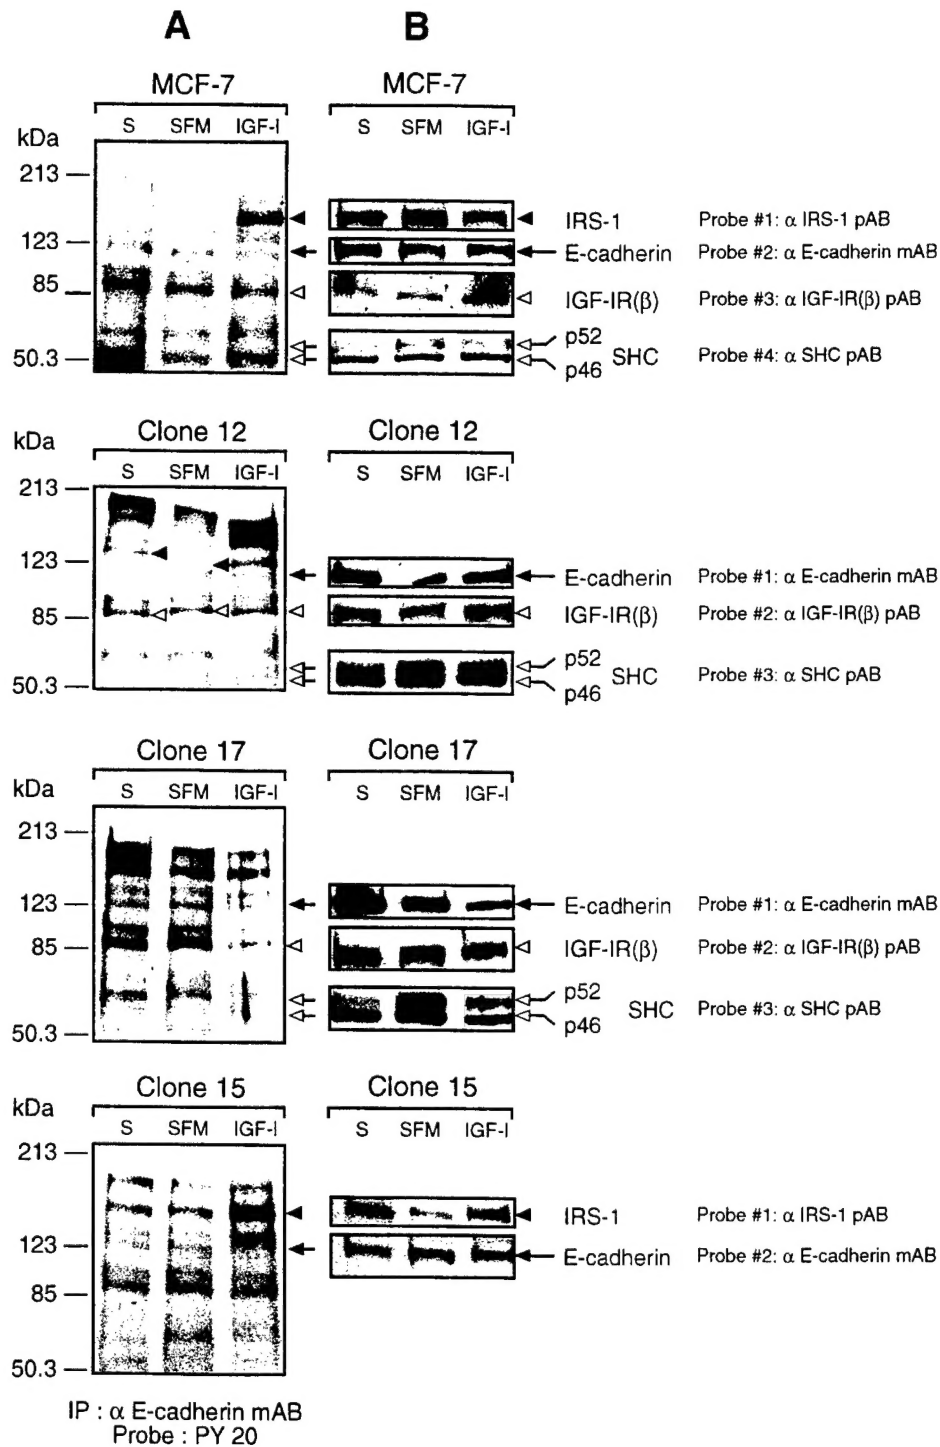 A B
MCF-7 MCF-7
kDa S SFM IGF-I S SFM IGF-I
213
IRS-1 Probe #1: α IRS-1 pAB
123 E-cadherin Probe #2: α E-cadherin mAB
85 IGF-IR(β) Probe #3: α IGF-IR(β) pAB
p52
50.3 SHC Probe #4: α SHC pAB
p46
Clone 12 Clone 12
kDa S SFM IGF-I S SFM IGF-I
213
123 E-cadherin Probe #1: α E-cadherin mAB
85 IGF-IR(β) Probe #2: α IGF-IR(β) pAB
p52
SHC Probe #3: α SHC pAB
50.3 p46
Clone 17 Clone 17
kDa S SFM IGF-I S SFM IGF-I
213
123 E-cadherin Probe #1: α E-cadherin mAB
85 IGF-IR(β) Probe #2: α IGF-IR(β) pAB
p52
SHC Probe #3: α SHC pAB
50.3 p46
Clone 15 Clone 15
kDa S SFM IGF-I S SFM IGF-I
213
IRS-1 Probe #1: α IRS-1 pAB
123 E-cadherin Probe #2: α E-cadherin mAB
85
50.3
IP : α E-cadherin mAB
Probe : PY 20